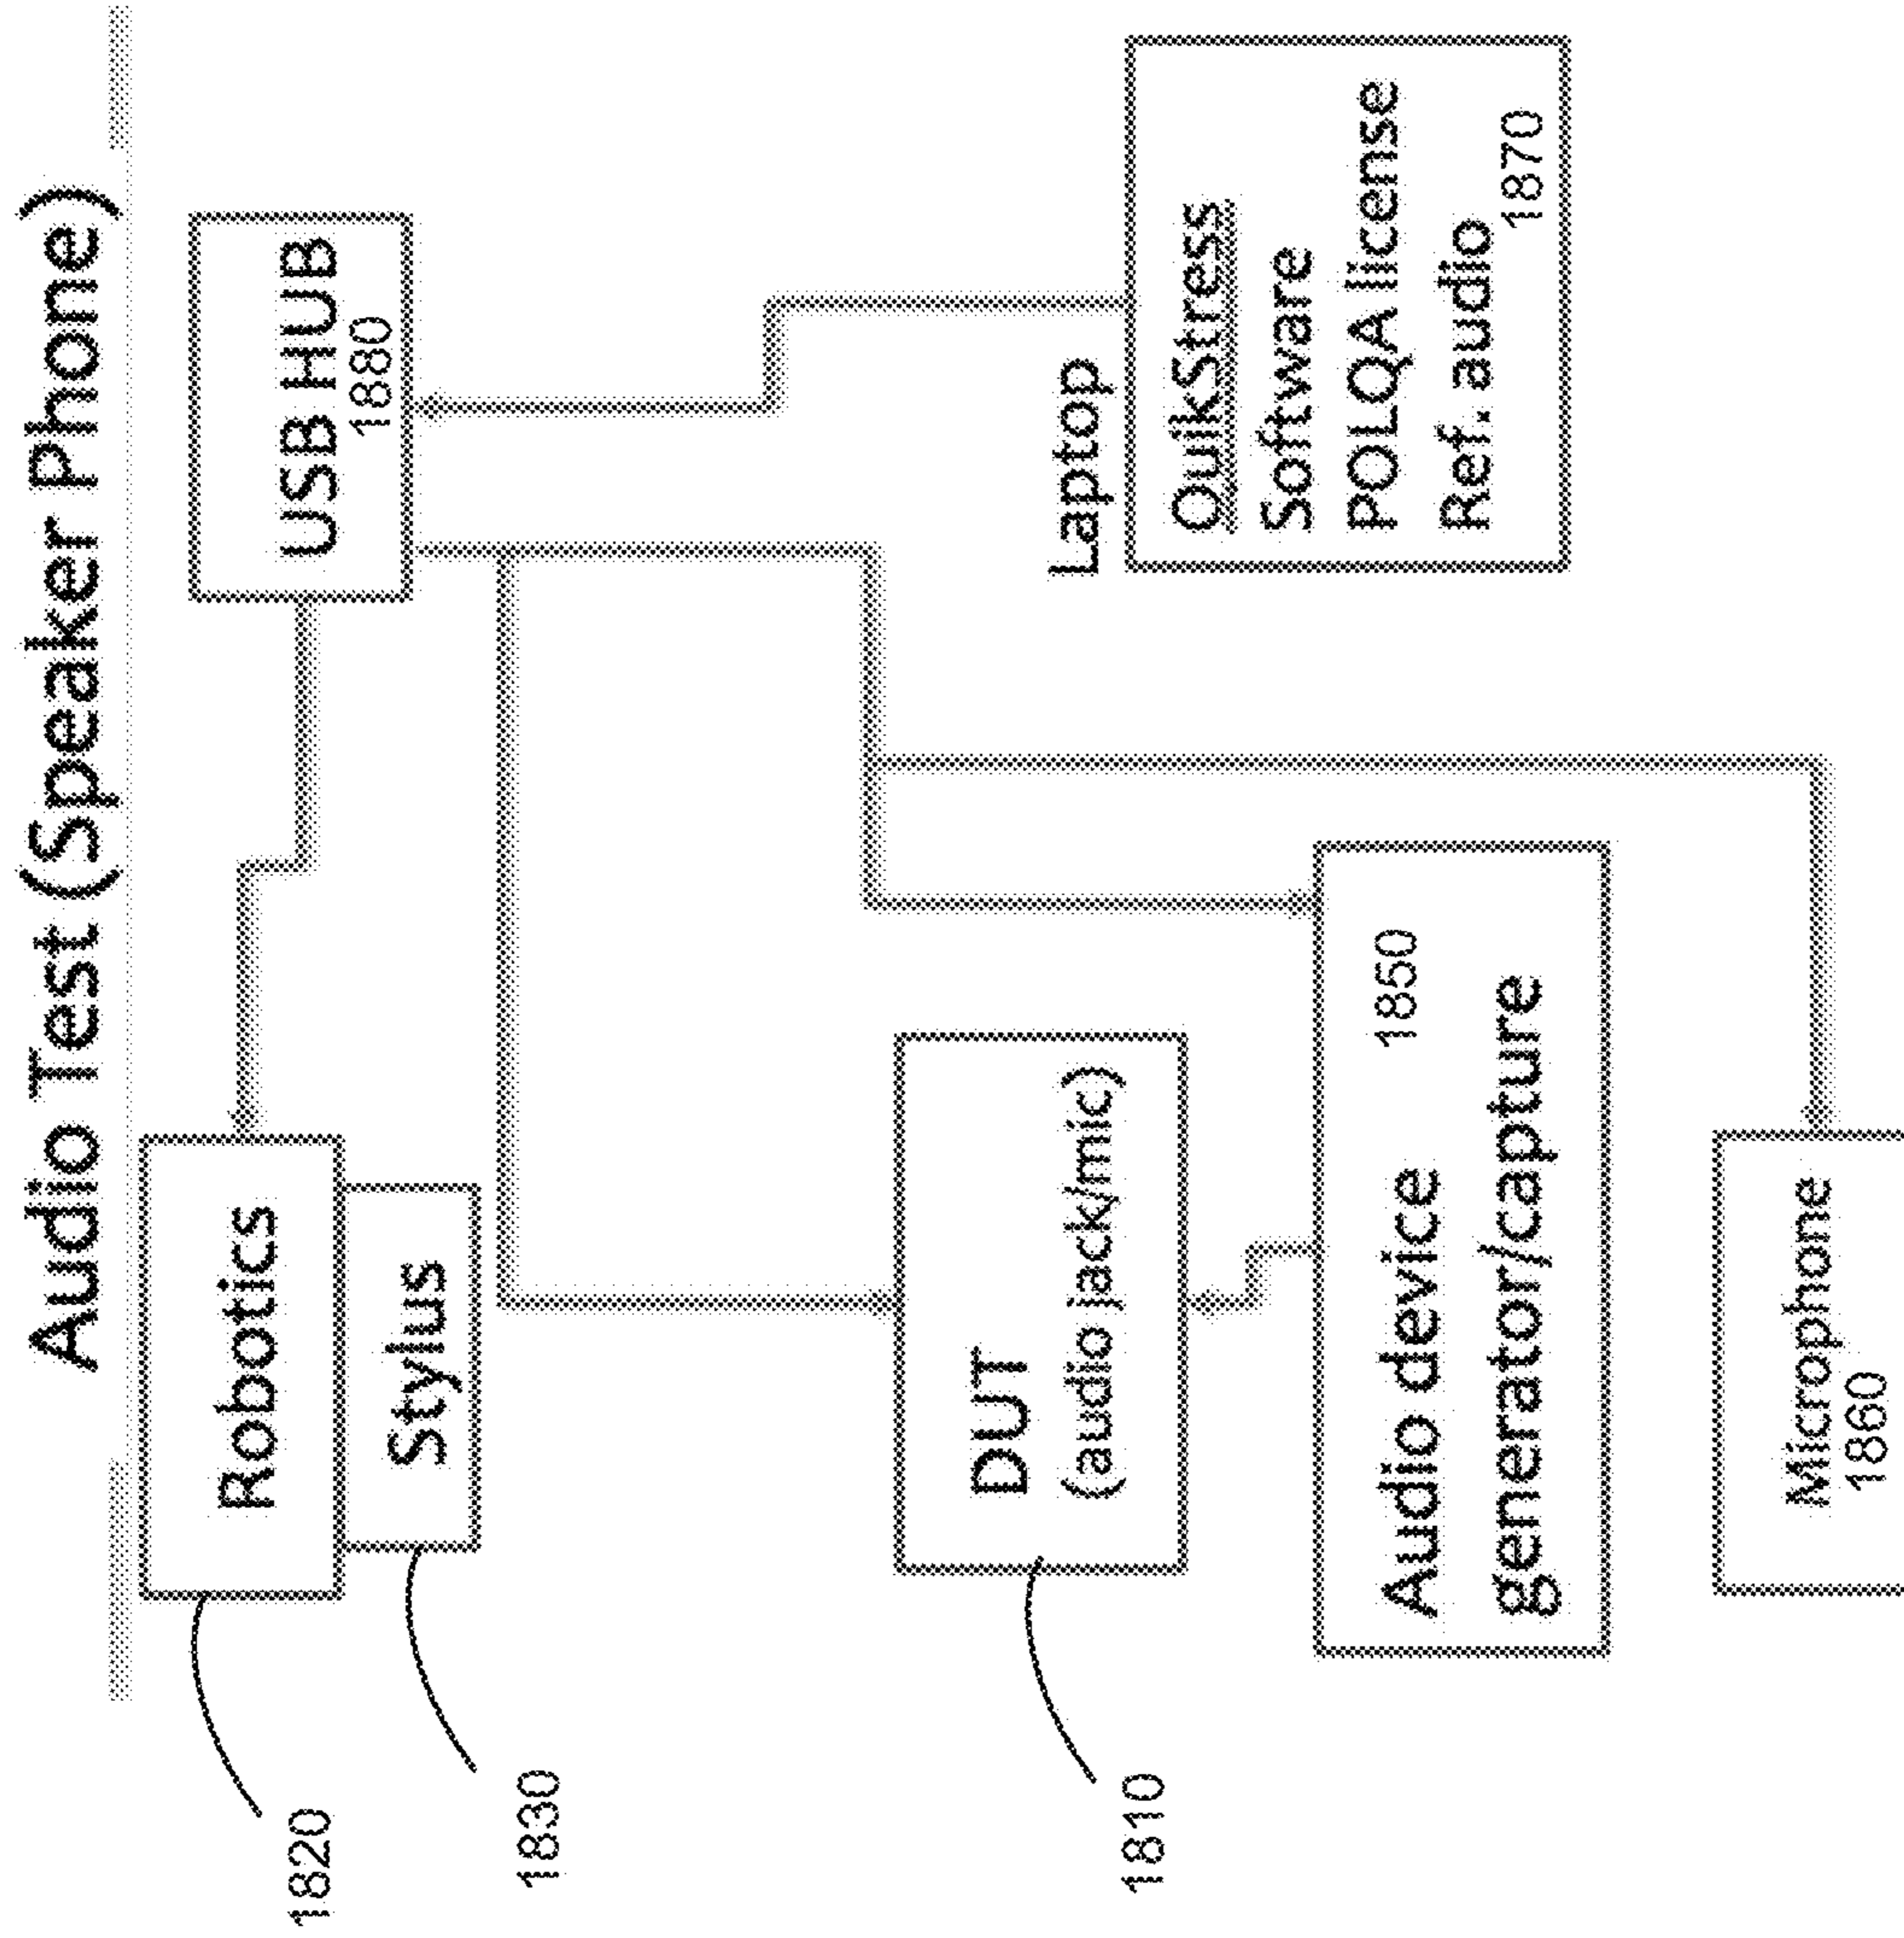 Audio Test (Speaker Phone)
Robotics
Stylus
1820
1830
USB HUB
1880
DUT
(audio jack/mic)
1810
Laptop
OuikStress
Software
POLQA license
Ref. audio
1870
Audio device
1850
generator/capture
Microphone
1860